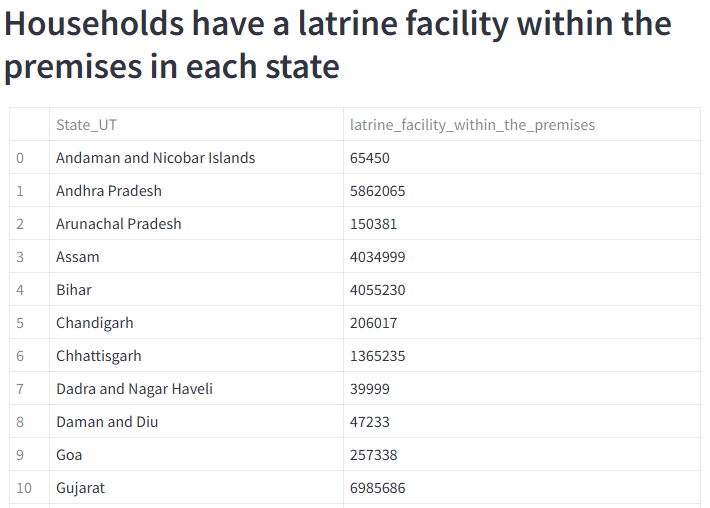 Households have a latrine facility within the
premises in each state
State_UT latrine_facility_within_the_premises
0 Andaman and Nicobar Islands 65450
1 Andhra Pradesh 5862065
2 Arunachal Pradesh 150381
3 Assam 4034999
4 Bihar 4055230
5 Chandigarh 206017
6 Chhattisgarh 1365235
7 Dadra and Nagar Haveli 39999
8 Daman and Diu 47233
9 Goa 257338
10 Gujarat 6985686